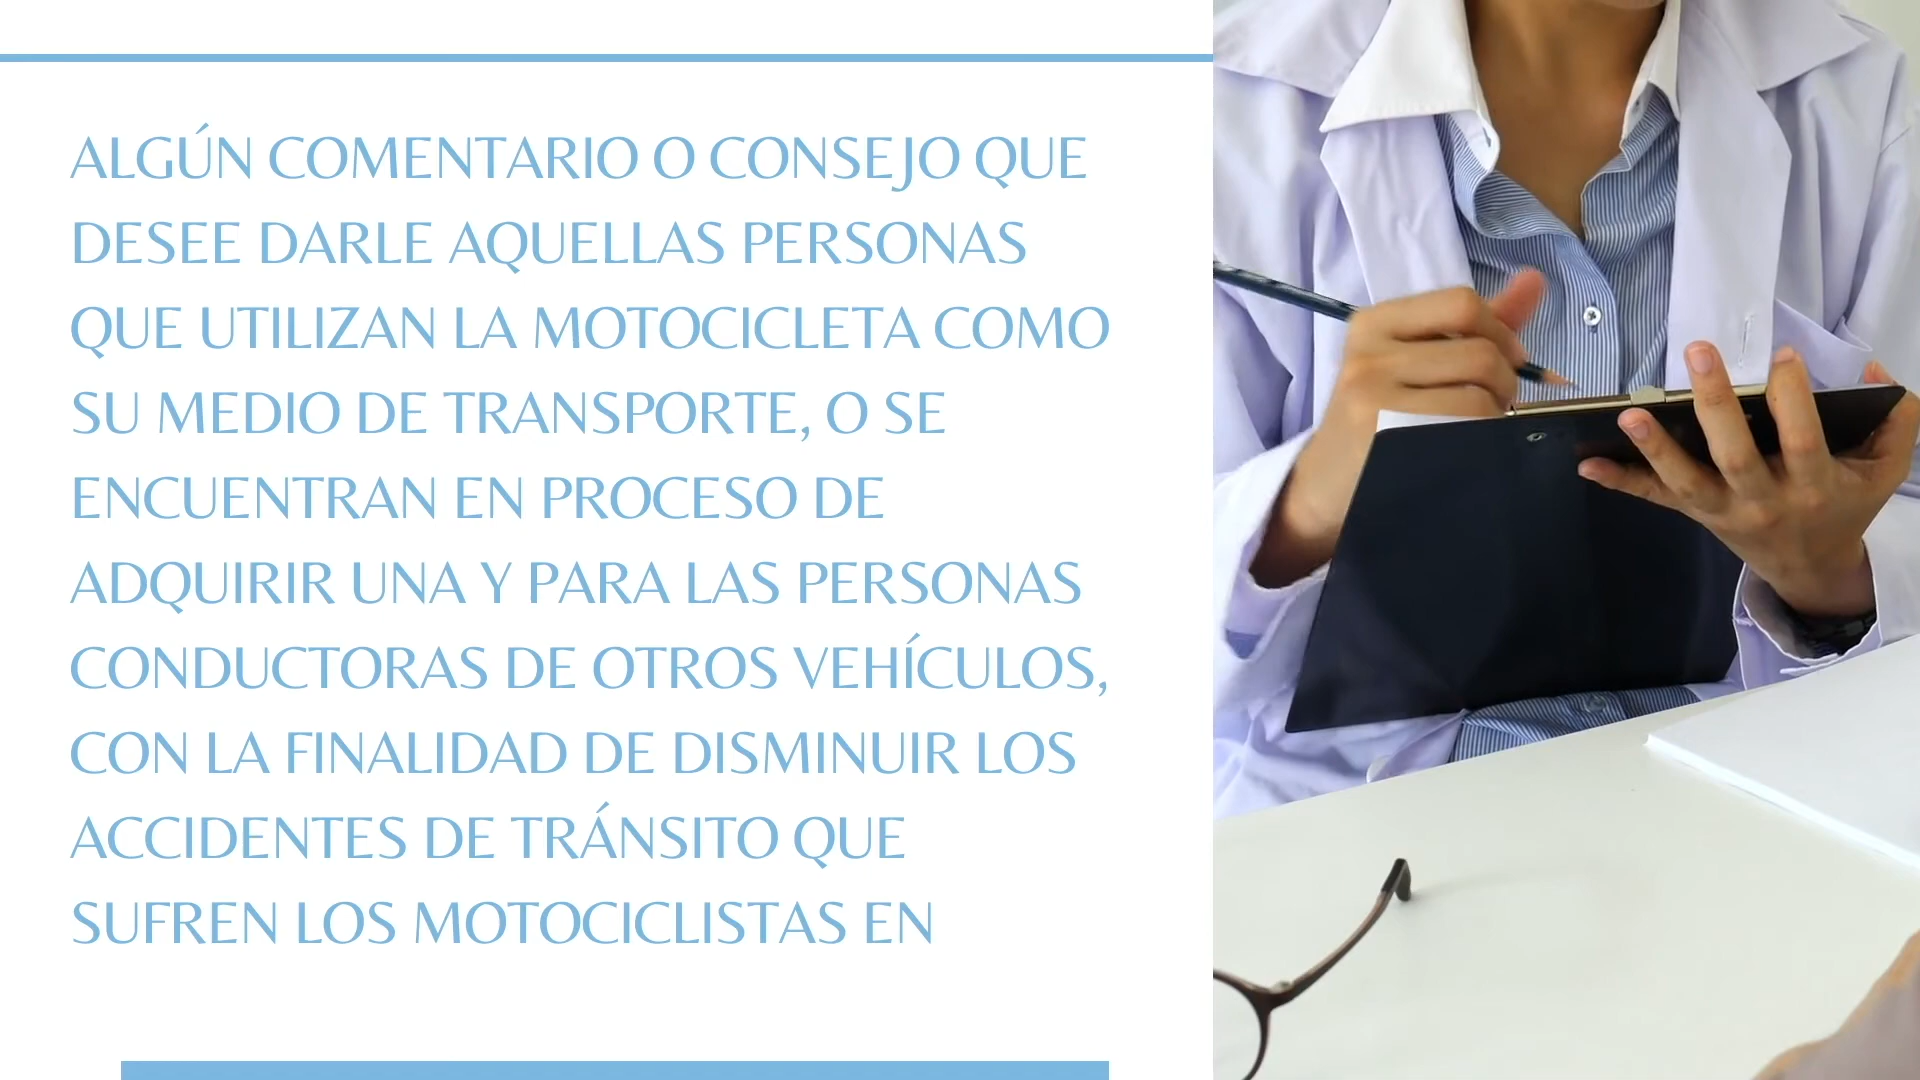 ALGÚN COMENTARIO O CONSEJO QUE
DESEE DARLE AQUELLAS PERSONAS
QUE UTILIZAN LA MOTOCICLETA COMO
SU MEDIO DE TRANSPORTE, O SE
ENCUENTRAN EN PROCESO DE
ADQUIRIR UNA Y PARA LAS PERSONAS
CONDUCTORAS DE OTROS VEHÍCULOS,
CON LA FINALIDAD DE DISMINUIR LOS
ACCIDENTES DE TRÁNSITO QUE
SUFREN LOS MOTOCICLISTAS EN